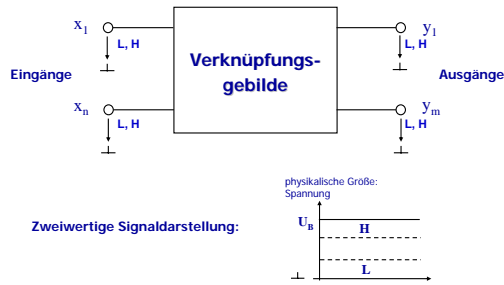 x1 y1
L, H L, H
Eingänge Verknüpfungs-
gebilde Ausgänge
xn ym
L, H L, H
physikalische Größe:
Spannung
Zweiwertige Signaldarstellung:
UB
H
L